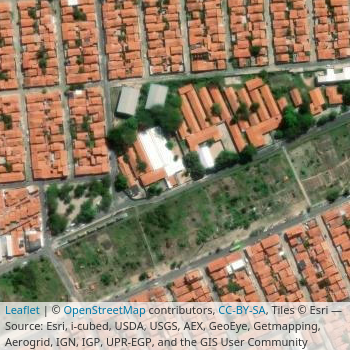 Leaflet | © OpenStreetMap contributors, CC-BY-SA, Tiles © Esri —
Source: Esri, i-cubed, USDA, USGS, AEX, GeoEye, Getmapping,
Aerogrid, IGN, IGP, UPR-EGP, and the GIS User Community